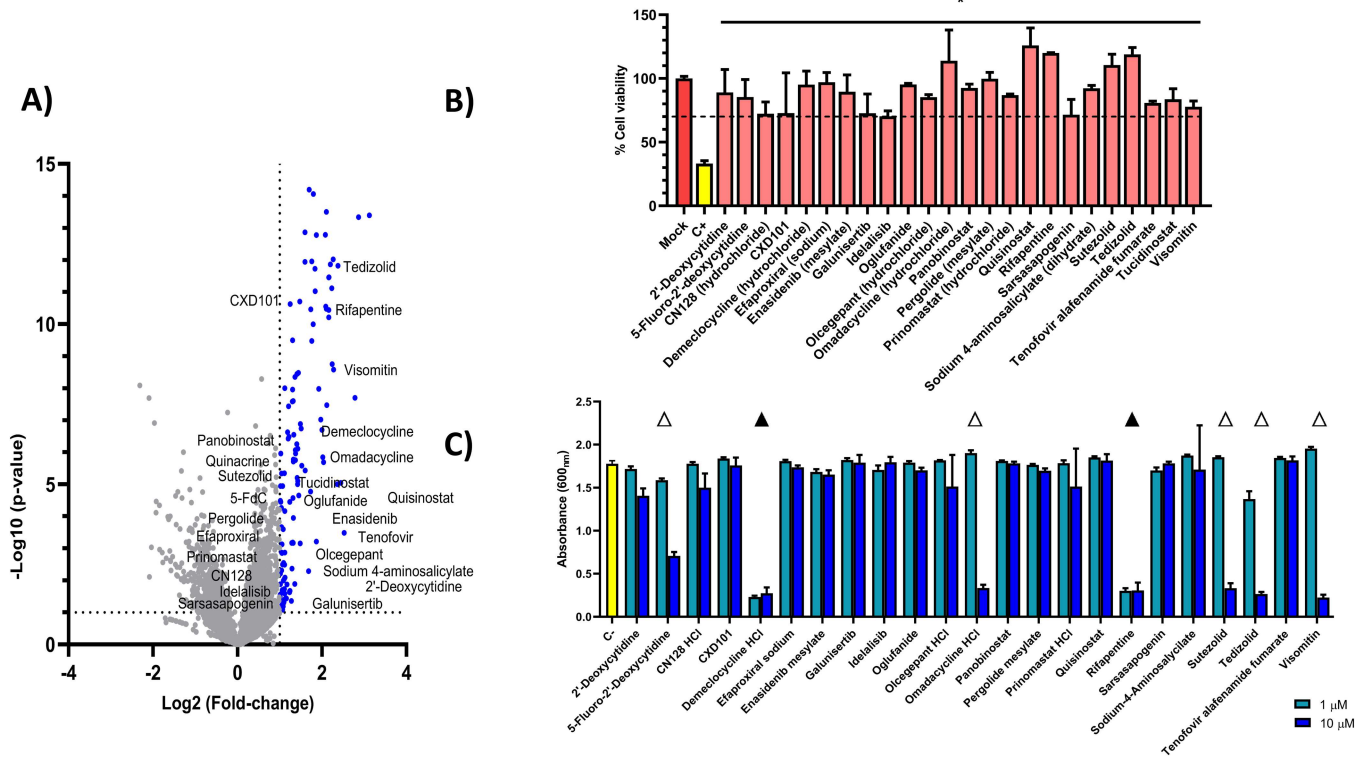 A)
15
10
5
0
-4
-2
0
2
4
-Log10 (p-value)
Log2 (Fold-change)
Tedizolid
CXD101
Rifapentine
Visomitin
Demeclocycline
Panobinostat
Omadacycline
Quinacrine
Sutezolid
Tucidinostat
5-FdC
Oglufanide
Quisinostat
Pergolide
Enasidenib
Efaproxiral
Tenofovir
Prinomastat
Olcegepant
CN128
Sodium 4-aminosalicylate
Idelalisib
2'-Deoxycytidine
Sarsasapogenin
Galunisertib
B)
*
150
100
50
0
% Cell viability
Mock
C+
2'-Deoxycytidine
5-Fluoro-2'-deoxycytidine
CN128 (hydrochloride)
CXD101
Demeclocycline (hydrochloride)
Efaproxiral (sodium)
Enasidenib (mesylate)
Galunisertib
Idelalisib
Oglufanide
Olcegepant (hydrochloride)
Omadacycline (hydrochloride)
Panobinostat
Pergolide (mesylate)
Prinomastat (hydrochloride)
Quisinostat
Rifapentine
Sarsasapogenin
Sodium 4-aminosalicylate (dihydrate)
Sutezolid
Tedizolid
Tenofovir alafenamide fumarate
Tucidinostat
Visomitin
C)
2.5
2.0
1.5
1.0
0.5
0.0
Absorbance (600nm)
C-
2'-Deoxycytidine
5-Fluoro-2'-Deoxycytidine
CN128 HCl
CXD101
Demeclocycline HCl
Efaproxiral sodium
Enasidenib mesylate
Galunisertib
Idelalisib
Oglufanide
Olcegepant HCl
Omadacycline HCl
Panobinostat
Pergolide mesylate
Prinomastat HCl
Quisinostat
Rifapentine
Sarsasapogenin
Sodium-4-Aminosalycilate
Sutezolid
Tedizolid
Tenofovir alafenamide fumarate
Visomitin
1 µM
10 µM